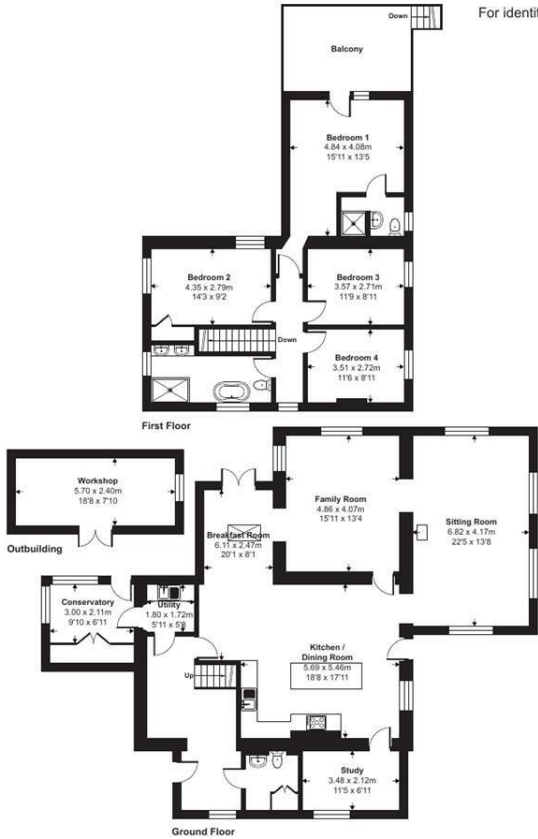 For identif
Down
Balcony
Bedroom 1
4.84 x 4.08m
15'11 x 13'5
Bedroom 2
4.35 x 2.79m
14'3 x 9'2
Bedroom 3
3.57 x 2.71m
11'9 x 8'11
Down
Bedroom 4
3.51 x 2.72m
11'6 x 8'11
First Floor
Workshop
5.70 x 2.40m
18'8 x 7'10
Outbuilding
Family Room
4.86 x 4.07m
15'11 x 13'4
Sitting Room
6.82 x 4.17m
22'5 x 13'8
Breakfast Room
6.11 x 2.47m
20'1 x 8'1
Conservatory
3.00 x 2.11m
9'10 x 6'11
Utility
1.80 x 1.72m
5'11 x 5'8
Kitchen /
Dining Room
5.69 x 5.46m
18'8 x 17'11
Up
Study
3.48 x 2.12m
11'5 x 6'11
Ground Floor